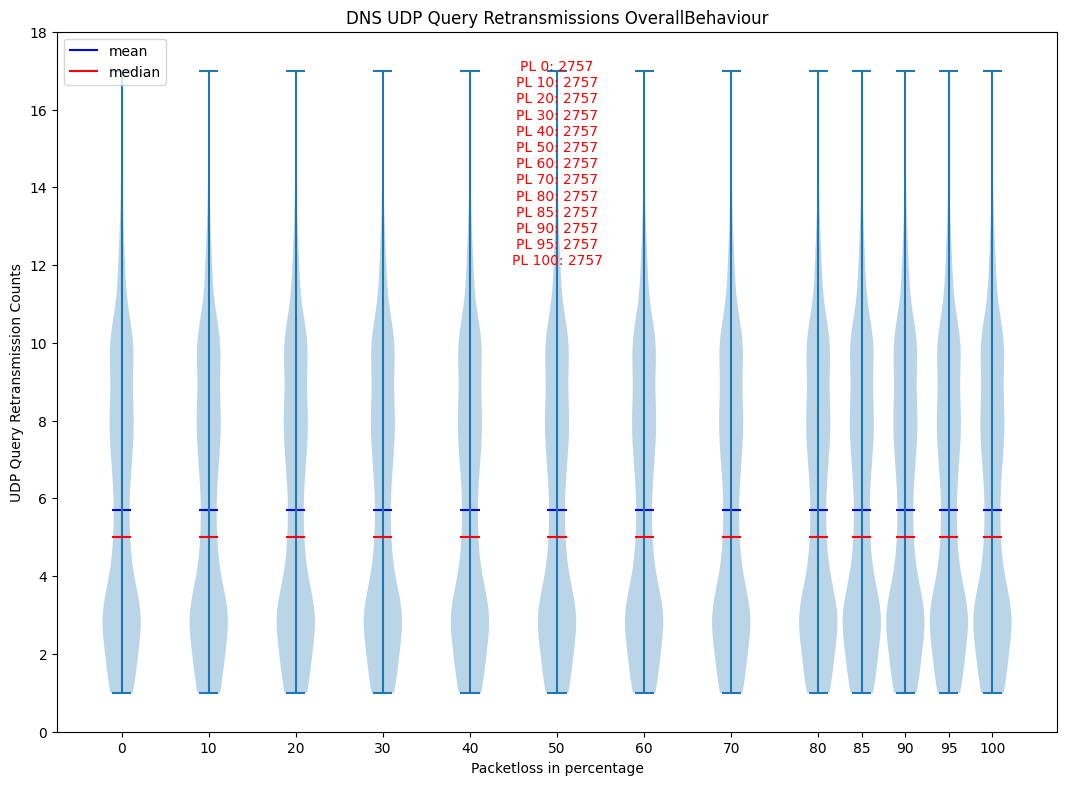 DNS UDP Query Retransmissions OverallBehaviour
mean
median
PL 0: 2757
PL 10: 2757
PL 20: 2757
PL 30: 2757
PL 40: 2757
PL 50: 2757
PL 60: 2757
PL 70: 2757
PL 80: 2757
PL 85: 2757
PL 90: 2757
PL 95: 2757
PL 100: 2757
UDP Query Retransmission Counts
18
16
14
12
10
8
6
4
2
0
0 10 20 30 40 50 60 70 80 85 90 95 100
Packetloss in percentage